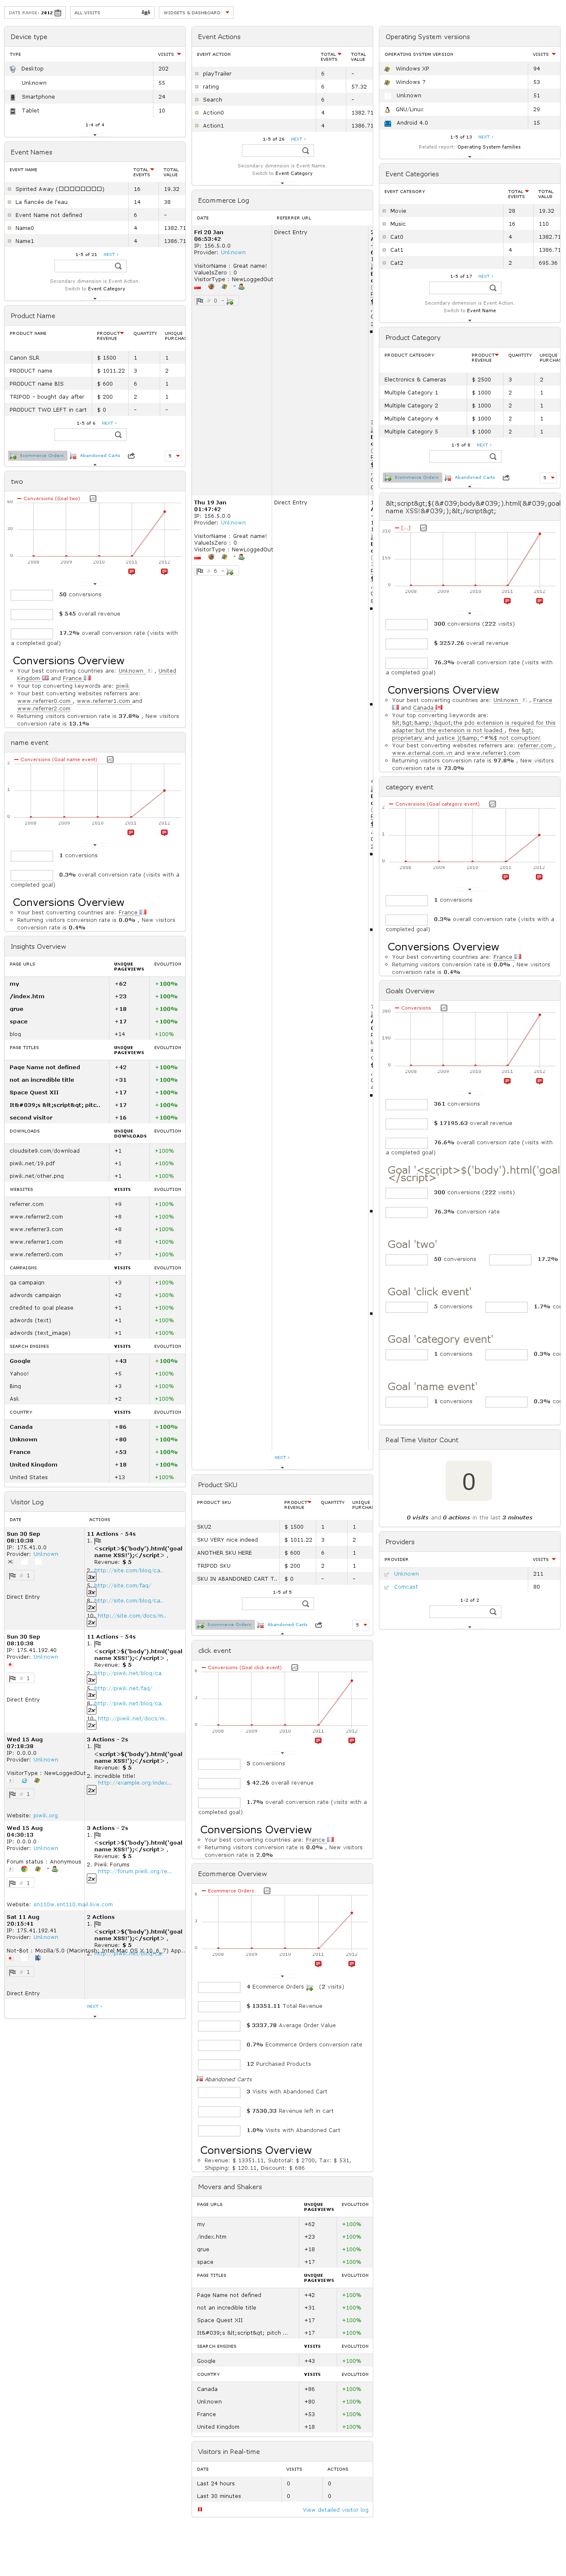 DATE RANGE: 2012
ALL VISITS
WIDGETS & DASHBOARD
Device type
TYPE VISITS
Desktop 202
Unknown 55
Smartphone 24
Tablet 10
1-4 of 4
Event Names
EVENT NAME TOTAL EVENTS TOTAL VALUE
Spirited Away (□□□□□□□□) 16 19.32
La fiancée de l'eau 14 38
Event Name not defined 6 -
Name0 4 1382.71
Name1 4 1386.71
1-5 of 21 NEXT ›
Secondary dimension is Event Action.
Switch to Event Category
Product Name
PRODUCT NAME PRODUCT REVENUE QUANTITY UNIQUE PURCHAS
Canon SLR $ 1500 1 1
PRODUCT name $ 1011.22 3 2
PRODUCT name BIS $ 600 6 1
TRIPOD - bought day after $ 200 2 1
PRODUCT TWO LEFT in cart $ 0 - -
1-5 of 6 NEXT ›
Ecommerce Orders Abandoned Carts 5
two
Conversions (Goal two)
60
20
0
2008 2009 2010 2011 2012
50 conversions
$ 545 overall revenue
17.2% overall conversion rate (visits with
a completed goal)
Conversions Overview
Your best converting countries are: Unknown , United
Kingdom and France
Your top converting keywords are: piwik
Your best converting websites referrers are:
www.referrer0.com , www.referrer1.com and
www.referrer2.com
Returning visitors conversion rate is 37.8% , New visitors
conversion rate is 13.1%
name event
Conversions (Goal name event)
2
1
0
2008 2009 2010 2011 2012
1 conversions
0.3% overall conversion rate (visits with a
completed goal)
Conversions Overview
Your best converting countries are: France
Returning visitors conversion rate is 0.0% , New visitors
conversion rate is 0.4%
Insights Overview
PAGE URLS UNIQUE PAGEVIEWS EVOLUTION
my +62 +100%
/index.htm +23 +100%
grue +18 +100%
space +17 +100%
blog +14 +100%
PAGE TITLES UNIQUE PAGEVIEWS EVOLUTION
Page Name not defined +42 +100%
not an incredible title +31 +100%
Space Quest XII +17 +100%
It&#039;s &lt;script&gt; pitc.. +17 +100%
second visitor +16 +100%
DOWNLOADS UNIQUE DOWNLOADS EVOLUTION
cloudsite9.com/download +1 +100%
piwik.net/19.pdf +1 +100%
piwik.net/other.png +1 +100%
WEBSITES VISITS EVOLUTION
referrer.com +9 +100%
www.referrer2.com +8 +100%
www.referrer3.com +8 +100%
www.referrer1.com +8 +100%
www.referrer0.com +7 +100%
CAMPAIGNS VISITS EVOLUTION
qa campaign +3 +100%
adwords campaign +2 +100%
credited to goal please +1 +100%
adwords (text) +1 +100%
adwords (text_image) +1 +100%
SEARCH ENGINES VISITS EVOLUTION
Google +43 +100%
Yahoo! +5 +100%
Bing +3 +100%
Ask +2 +100%
COUNTRY VISITS EVOLUTION
Canada +86 +100%
Unknown +80 +100%
France +53 +100%
United Kingdom +18 +100%
United States +13 +100%
Visitor Log
DATE ACTIONS
Sun 30 Sep
08:10:38
IP: 175.41.0.0
Provider: Unknown
1
Direct Entry
11 Actions - 54s
1.
<script>$('body').html('goal
name XSS!');</script> ,
Revenue: $ 5
2. http://site.com/blog/ca..
3x
5. http://site.com/faq/
3x
8. http://site.com/blog/ca..
2x
10. http://site.com/docs/m..
2x
Sun 30 Sep
08:10:38
IP: 175.41.192.40
Provider: Unknown
1
Direct Entry
11 Actions - 54s
1.
<script>$('body').html('goal
name XSS!');</script> ,
Revenue: $ 5
2. http://piwik.net/blog/ca..
3x
5. http://piwik.net/faq/
3x
8. http://piwik.net/blog/ca..
2x
10. http://piwik.net/docs/m..
2x
Wed 15 Aug
07:18:38
IP: 0.0.0.0
Provider: Unknown
VisitorType : NewLoggedOut
1
Website: piwik.org
3 Actions - 2s
1.
<script>$('body').html('goal
name XSS!');</script> ,
Revenue: $ 5
2. incredible title!
http://example.org/index...
2x
Wed 15 Aug
04:30:13
IP: 0.0.0.0
Provider: Unknown
Forum status : Anonymous
1
Website: sn110w.snt110.mail.live.com
3 Actions - 2s
1.
<script>$('body').html('goal
name XSS!');</script> ,
Revenue: $ 5
2. Piwik Forums
http://forum.piwik.org/re...
2x
Sat 11 Aug
20:15:41
IP: 175.41.192.41
Provider: Unknown
Not-Bot : Mozilla/5.0 (Macintosh; Intel Mac OS X 10_6_7) App..
1
Direct Entry
2 Actions
1.
<script>$('body').html('goal
name XSS!');</script> ,
Revenue: $ 5
NEXT ›
Event Actions
EVENT ACTION TOTAL EVENTS TOTAL VALUE
playTrailer 6 -
rating 6 57.32
Search 6 -
Action0 4 1382.71
Action1 4 1386.71
1-5 of 26 NEXT ›
Secondary dimension is Event Name.
Switch to Event Category
Ecommerce Log
DATE REFERRER URL
Fri 20 Jan
06:53:42
IP: 156.5.0.0
Provider: Unknown
VisitorName : Great name!
ValueIsZero : 0
VisitorType : NewLoggedOut
0 -
Direct Entry
Thu 19 Jan
01:47:42
IP: 156.5.0.0
Provider: Unknown
VisitorName : Great name!
ValueIsZero : 0
VisitorType : NewLoggedOut
6 -
Direct Entry
NEXT ›
Product SKU
PRODUCT SKU PRODUCT REVENUE QUANTITY UNIQUE PURCHAS
SKU2 $ 1500 1 1
SKU VERY nice indeed $ 1011.22 3 2
ANOTHER SKU HERE $ 600 6 1
TRIPOD SKU $ 200 2 1
SKU IN ABANDONED CART T.. $ 0 - -
1-5 of 5
Ecommerce Orders Abandoned Carts 5
click event
Conversions (Goal click event)
6
3
0
2008 2009 2010 2011 2012
5 conversions
$ 42.26 overall revenue
1.7% overall conversion rate (visits with a
completed goal)
Conversions Overview
Your best converting countries are: France
Returning visitors conversion rate is 0.0% , New visitors
conversion rate is 2.0%
Ecommerce Overview
Ecommerce Orders
6
3
0
2008 2009 2010 2011 2012
4 Ecommerce Orders (2 visits)
$ 13351.11 Total Revenue
$ 3337.78 Average Order Value
0.7% Ecommerce Orders conversion rate
12 Purchased Products
Abandoned Carts
3 Visits with Abandoned Cart
$ 7530.33 Revenue left in cart
1.0% Visits with Abandoned Cart
Conversions Overview
Revenue: $ 13351.11, Subtotal: $ 2700, Tax: $ 531,
Shipping: $ 120.11, Discount: $ 686
Movers and Shakers
PAGE URLS UNIQUE PAGEVIEWS EVOLUTION
my +62 +100%
/index.htm +23 +100%
grue +18 +100%
space +17 +100%
PAGE TITLES UNIQUE PAGEVIEWS EVOLUTION
Page Name not defined +42 +100%
not an incredible title +31 +100%
Space Quest XII +17 +100%
It&#039;s &lt;script&gt; pitch ... +17 +100%
SEARCH ENGINES VISITS EVOLUTION
Google +43 +100%
COUNTRY VISITS EVOLUTION
Canada +86 +100%
Unknown +80 +100%
France +53 +100%
United Kingdom +18 +100%
Visitors in Real-time
DATE VISITS ACTIONS
Last 24 hours 0 0
Last 30 minutes 0 0
View detailed visitor log
Operating System versions
OPERATING SYSTEM VERSION VISITS
Windows XP 94
Windows 7 53
Unknown 51
GNU/Linux 29
Android 4.0 15
1-5 of 13 NEXT ›
Related report: Operating System families
Event Categories
EVENT CATEGORY TOTAL EVENTS TOTAL VALUE
Movie 28 19.32
Music 16 110
Cat0 4 1382.71
Cat1 4 1386.71
Cat2 2 695.36
1-5 of 17 NEXT ›
Secondary dimension is Event Action.
Switch to Event Name
Product Category
PRODUCT CATEGORY PRODUCT REVENUE QUANTITY UNIQUE PURCHAS
Electronics & Cameras $ 2500 3 2
Multiple Category 1 $ 1000 2 1
Multiple Category 2 $ 1000 2 1
Multiple Category 4 $ 1000 2 1
Multiple Category 5 $ 1000 2 1
1-5 of 8 NEXT ›
Ecommerce Orders Abandoned Carts 5
&lt;script&gt;$(&#039;body&#039;).html(&#039;goal
name XSS!&#039;);&lt;/script&gt;
[...]
2008 2009 2010 2011 2012
300 conversions (222 visits)
$ 3257.26 overall revenue
76.3% overall conversion rate (visits with
a completed goal)
Conversions Overview
Your best converting countries are: Unknown , France
and Canada
Your top converting keywords are:
&lt;&gt;&amp;\&quot;the pdo extension is required for this
adapter but the extension is not loaded , free &gt;
proprietary and justice )(&amp;^#%$ not corruption!
Your best converting websites referrers are: referrer.com ,
www.external.com.vn and www.referrer1.com
Returning visitors conversion rate is 97.8% , New visitors
conversion rate is 73.0%
category event
Conversions (Goal category event)
2
1
0
2008 2009 2010 2011 2012
1 conversions
0.3% overall conversion rate (visits with a
completed goal)
Conversions Overview
Your best converting countries are: France
Returning visitors conversion rate is 0.0% , New visitors
conversion rate is 0.4%
Goals Overview
Conversions
380
190
0
2008 2009 2010 2011 2012
361 conversions
$ 17195.63 overall revenue
76.6% overall conversion rate (visits with
a completed goal)
Goal '<script>$('body').html('goal
</script>'
300 conversions (222 visits)
76.3% conversion rate
Goal 'two'
50 conversions 17.2%
Goal 'click event'
5 conversions 1.7% co
Goal 'category event'
1 conversions 0.3% co
Goal 'name event'
1 conversions 0.3% co
Real Time Visitor Count
0
0 visits and 0 actions in the last 3 minutes
Providers
PROVIDER VISITS
Unknown 211
Comcast 80
1-2 of 2